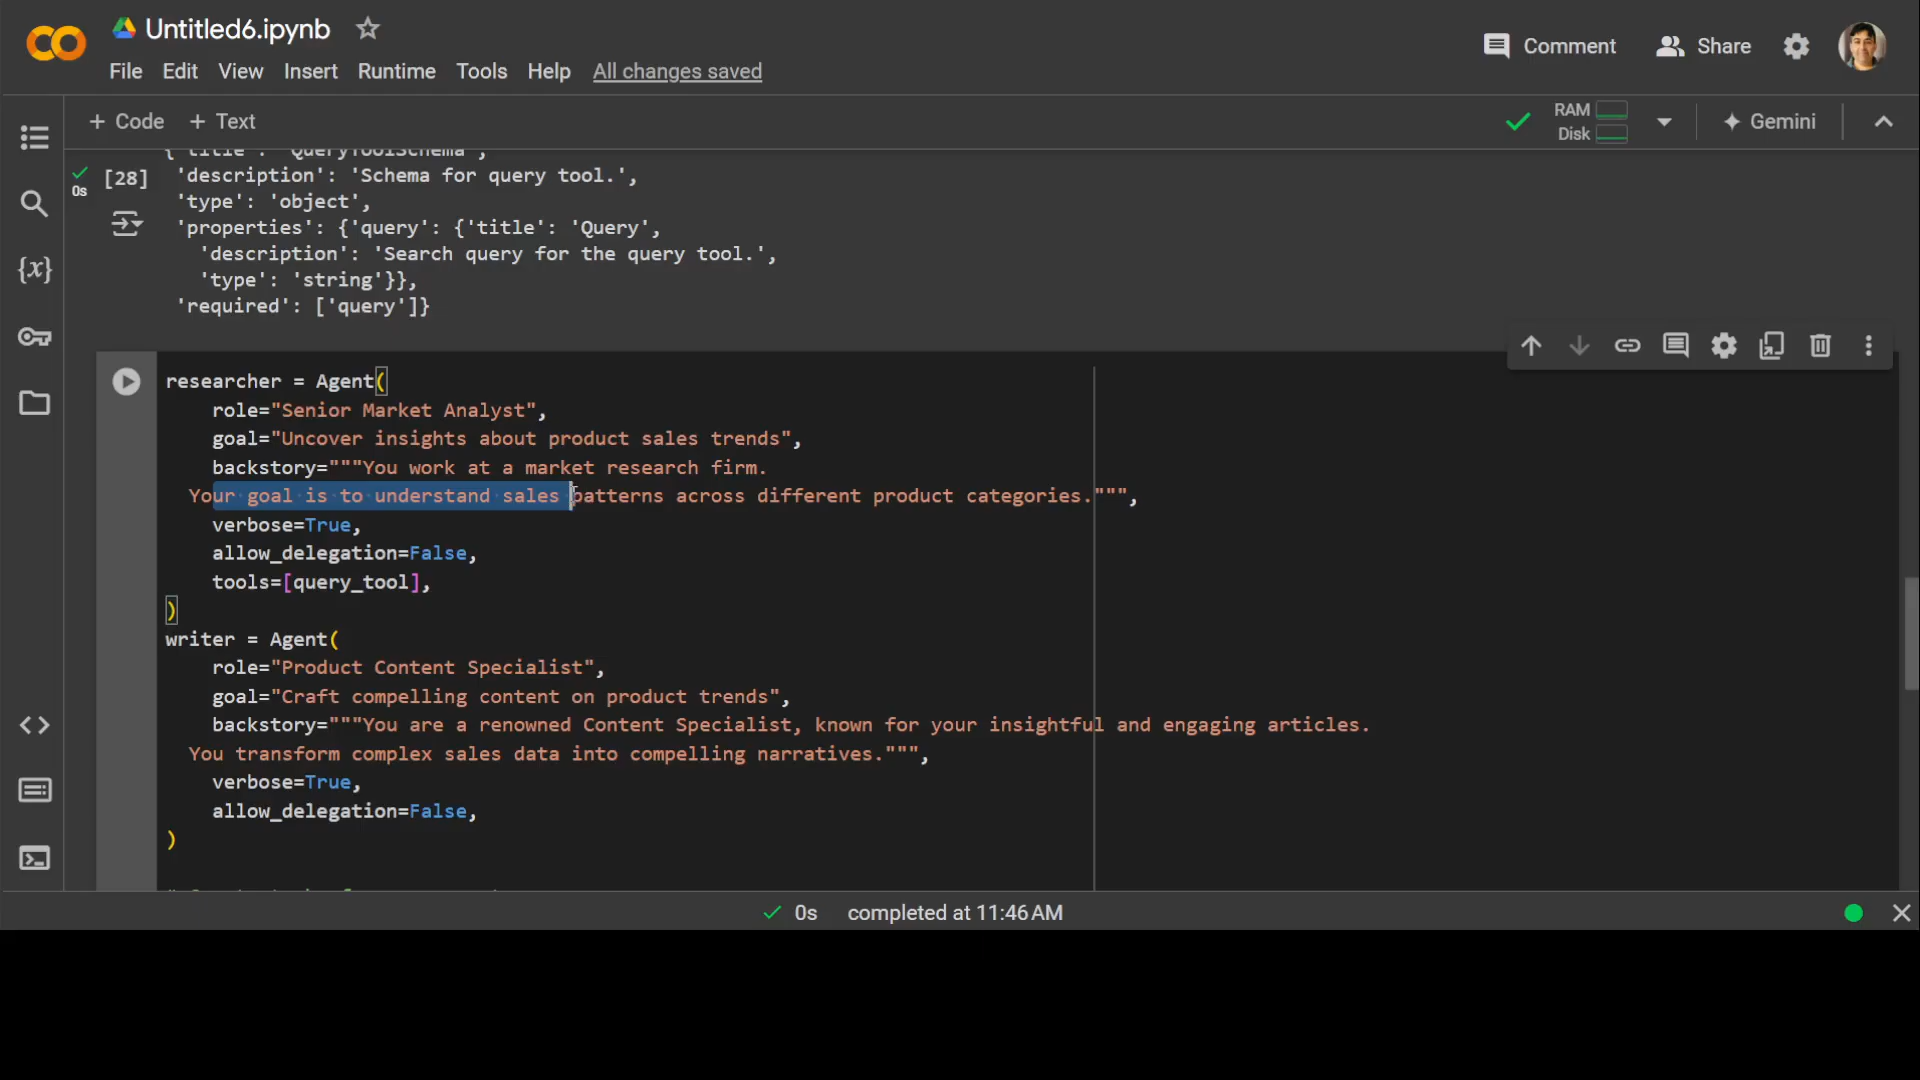 Untitled6.ipynb
Comment Share
File Edit View Insert Runtime Tools Help All changes saved
+ Code + Text
RAM
Disk
Gemini
{'title': 'QueryToolSchema',
[28]
0s
'description': 'Schema for query tool.',
'type': 'object',
'properties': {'query': {'title': 'Query',
'description': 'Search query for the query tool.',
'type': 'string'}},
'required': ['query']}
{x}
researcher = Agent(
role="Senior Market Analyst",
goal="Uncover insights about product sales trends",
backstory="""You work at a market research firm.
Your goal is to understand sales patterns across different product categories.""",
verbose=True,
allow_delegation=False,
tools=[query_tool],
)
writer = Agent(
role="Product Content Specialist",
goal="Craft compelling content on product trends",
backstory="""You are a renowned Content Specialist, known for your insightful and engaging articles.
You transform complex sales data into compelling narratives.""",
verbose=True,
allow_delegation=False,
)
0s completed at 11:46 AM